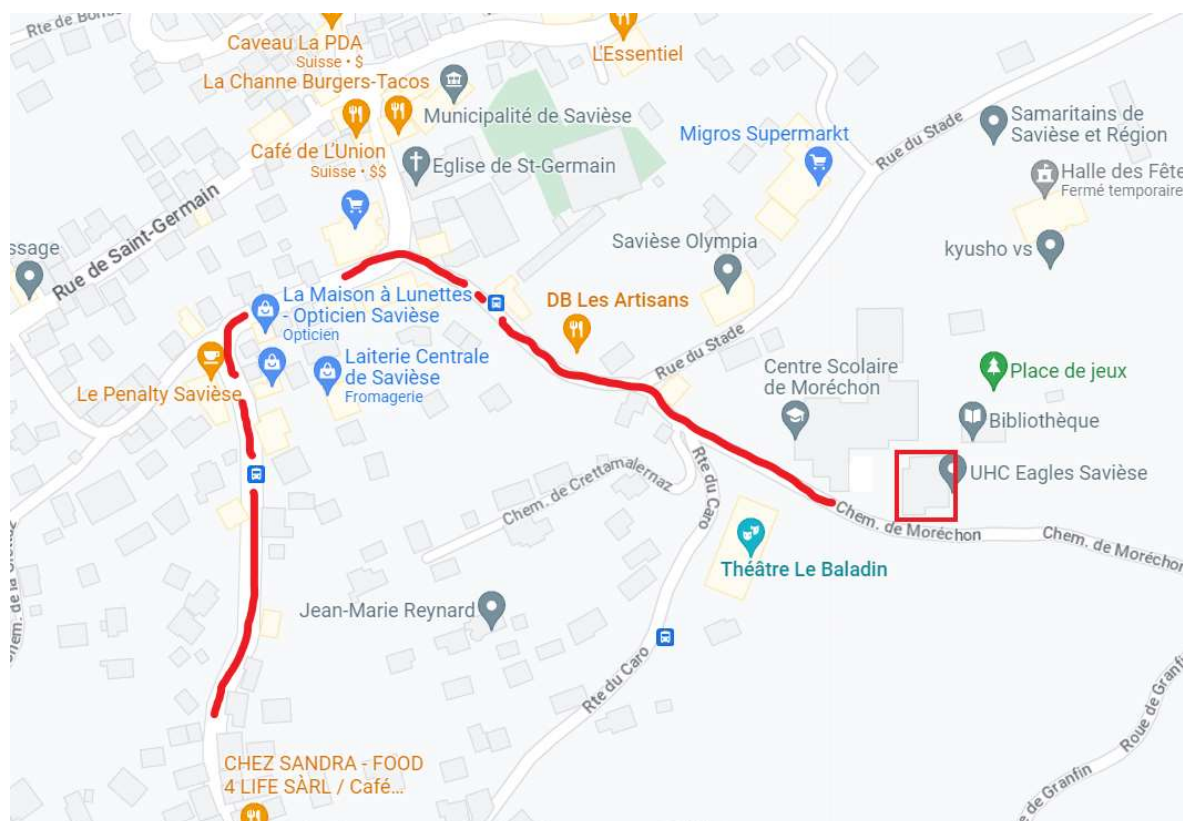 Rte de
Caveau La PDA
Suisse • $
L'Essentiel
La Channe Burgers-Tacos
Municipalité de Savièse
Samaritains de
Savièse et Région
Migros Supermarkt
Rue du Stade
Café de L'Union
Suisse • $$
Eglise de St-Germain
Halle des Fête
Fermé temporaire
Rue de Saint-Germain
ssage
Savièse Olympia
kyusho vs
La Maison à Lunettes
- Opticien Savièse
Opticien
DB Les Artisans
Rue du Stade
Laiterie Centrale
de Savièse
Fromagerie
Le Penalty Savièse
Centre Scolaire
de Moréchon
Place de jeux
Bibliothèque
UHC Eagles Savièse
Chem. de Crettamalernaz
Rte du Caro
Chem. de Moréchon
Chem. de Moréchon
Théâtre Le Baladin
Jean-Marie Reynard
Rte du Caro
Roue de Granfin
CHEZ SANDRA - FOOD
4 LIFE SÀRL / Café...
e de Granfin